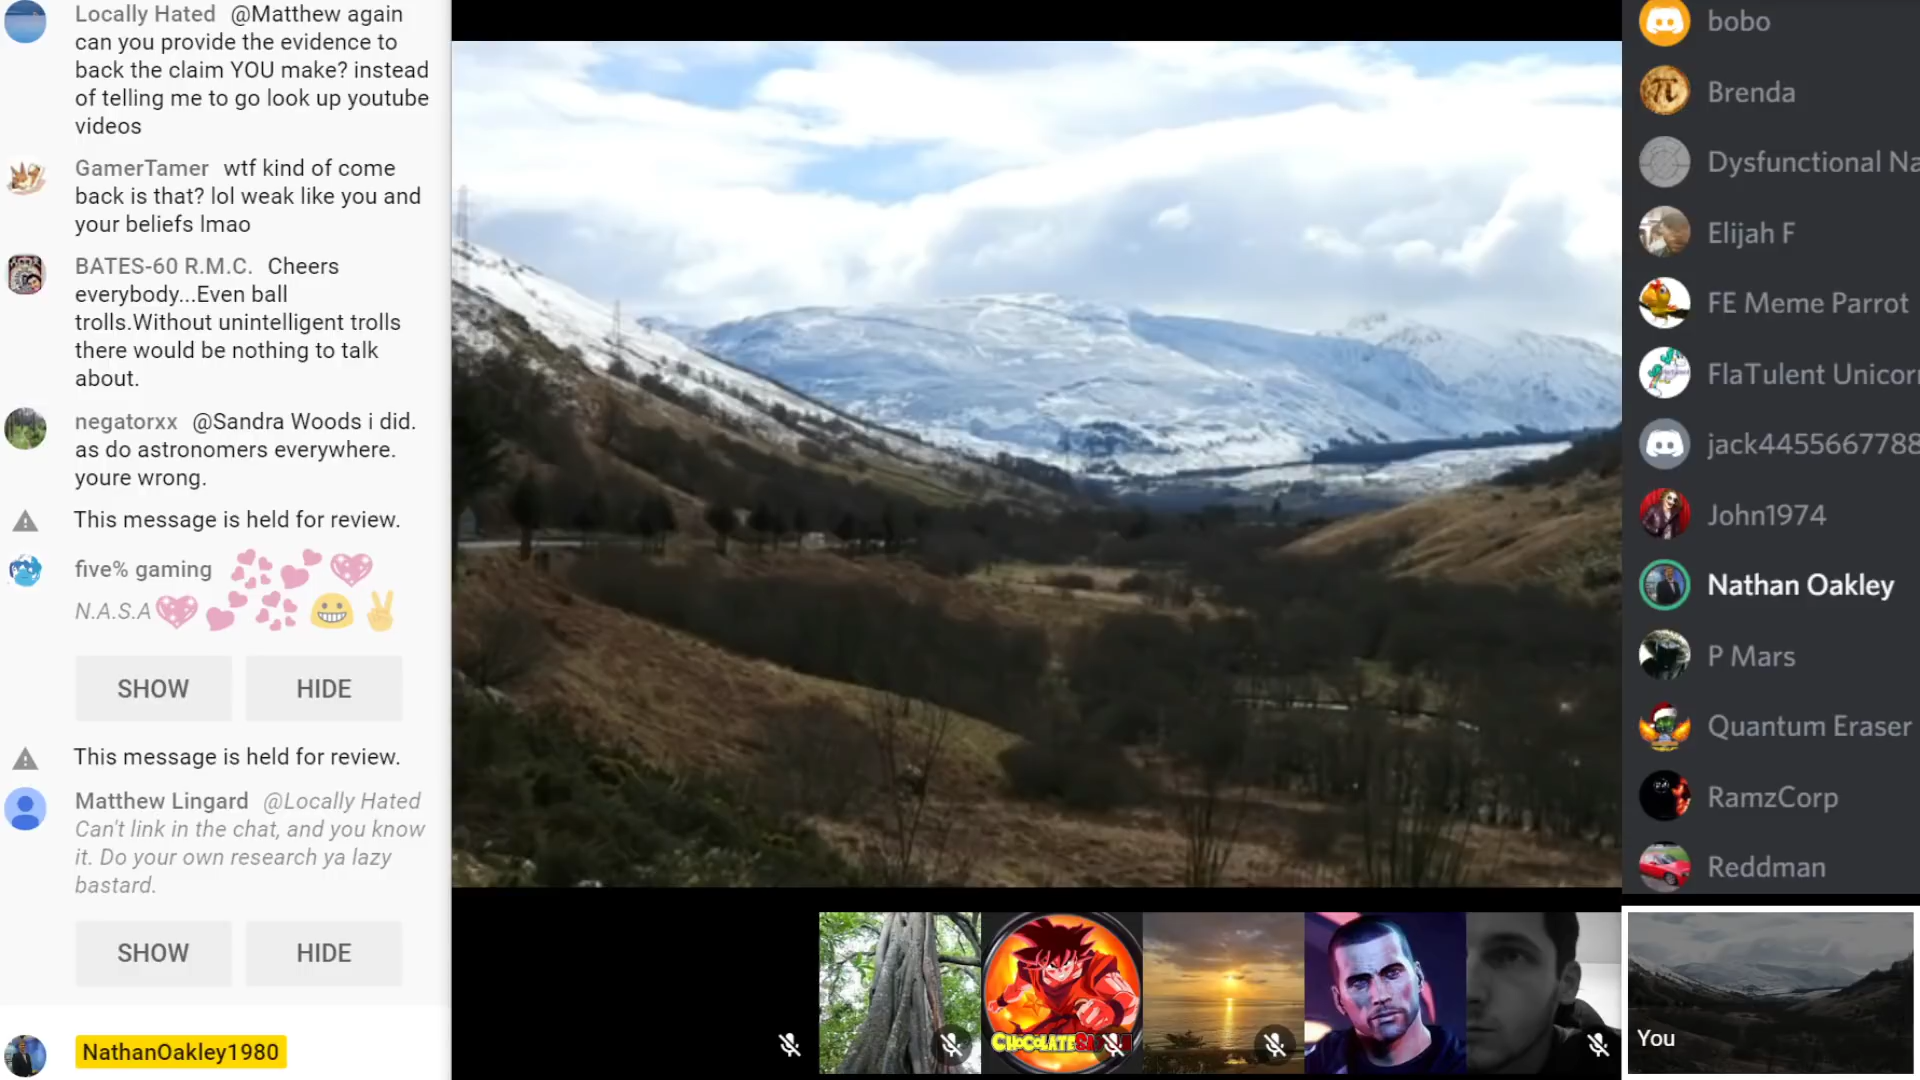 Locally Hated @Matthew again
can you provide the evidence to
back the claim YOU make? instead
of telling me to go look up youtube
videos
GamerTamer wtf kind of come
back is that? lol weak like you and
your beliefs lmao
BATES-60 R.M.C. Cheers
everybody...Even ball
trolls.Without unintelligent trolls
there would be nothing to talk
about.
negatorxx @Sandra Woods i did.
as do astronomers everywhere.
youre wrong.
This message is held for review.
five% gaming
N.A.S.A
SHOW HIDE
This message is held for review.
Matthew Lingard @Locally Hated
Can't link in the chat, and you know
it. Do your own research ya lazy
bastard.
SHOW HIDE
NathanOakley1980
bobo
Brenda
Dysfunctional Na
Elijah F
FE Meme Parrot
FlaTulent Unicor
jack4455667788
John1974
Nathan Oakley
P Mars
Quantum Eraser
RamzCorp
Reddman
You